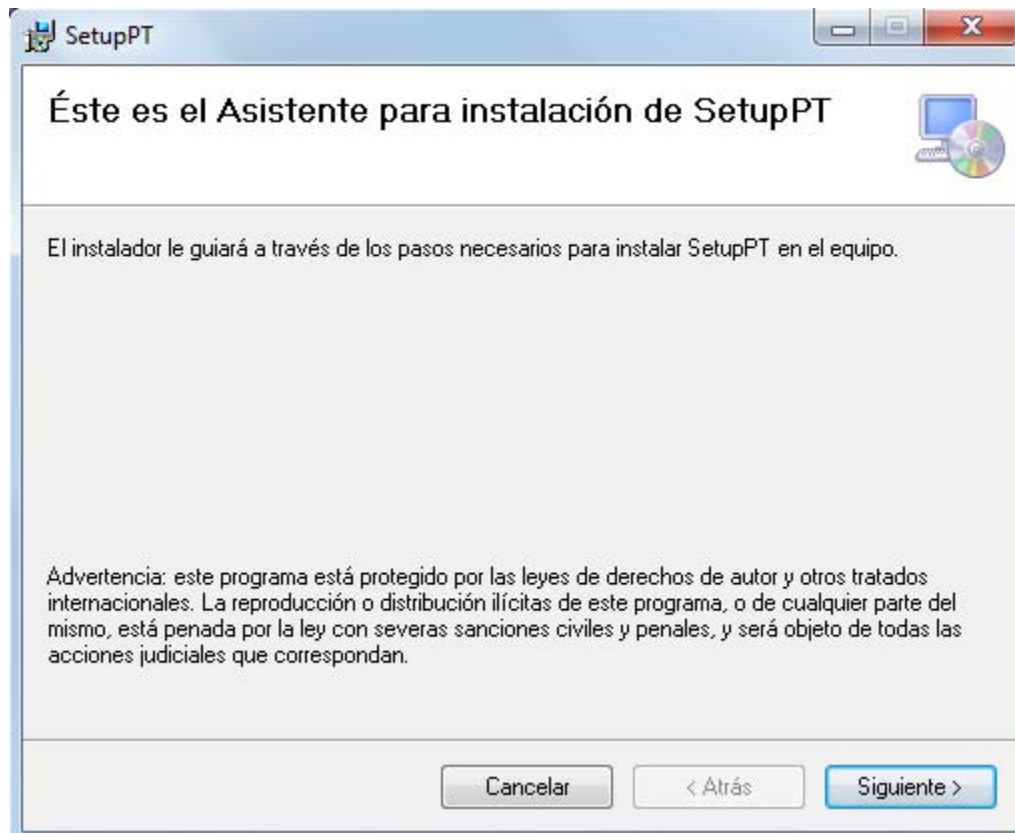 SetupPT
Éste es el Asistente para instalación de SetupPT
El instalador le guiará a través de los pasos necesarios para instalar SetupPT en el equipo.
Advertencia: este programa está protegido por las leyes de derechos de autor y otros tratados
internacionales. La reproducción o distribución ilícitas de este programa, o de cualquier parte del
mismo, está penada por la ley con severas sanciones civiles y penales, y será objeto de todas las
acciones judiciales que correspondan.
Cancelar
< Atrás
Siguiente >